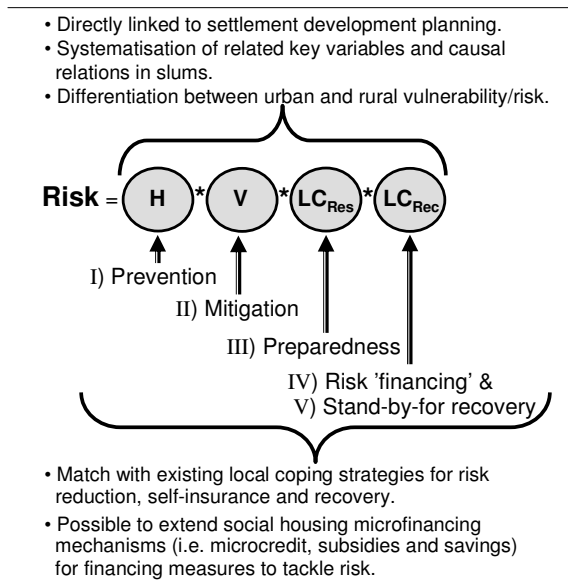 • Directly linked to settlement development planning.
• Systematisation of related key variables and causal
relations in slums.
• Differentiation between urban and rural vulnerability/risk.
Risk = H * V * LCRes * LCRec
I) Prevention
II) Mitigation
III) Preparedness
IV) Risk 'financing' &
V) Stand-by-for recovery
• Match with existing local coping strategies for risk
reduction, self-insurance and recovery.
• Possible to extend social housing microfinancing
mechanisms (i.e. microcredit, subsidies and savings)
for financing measures to tackle risk.